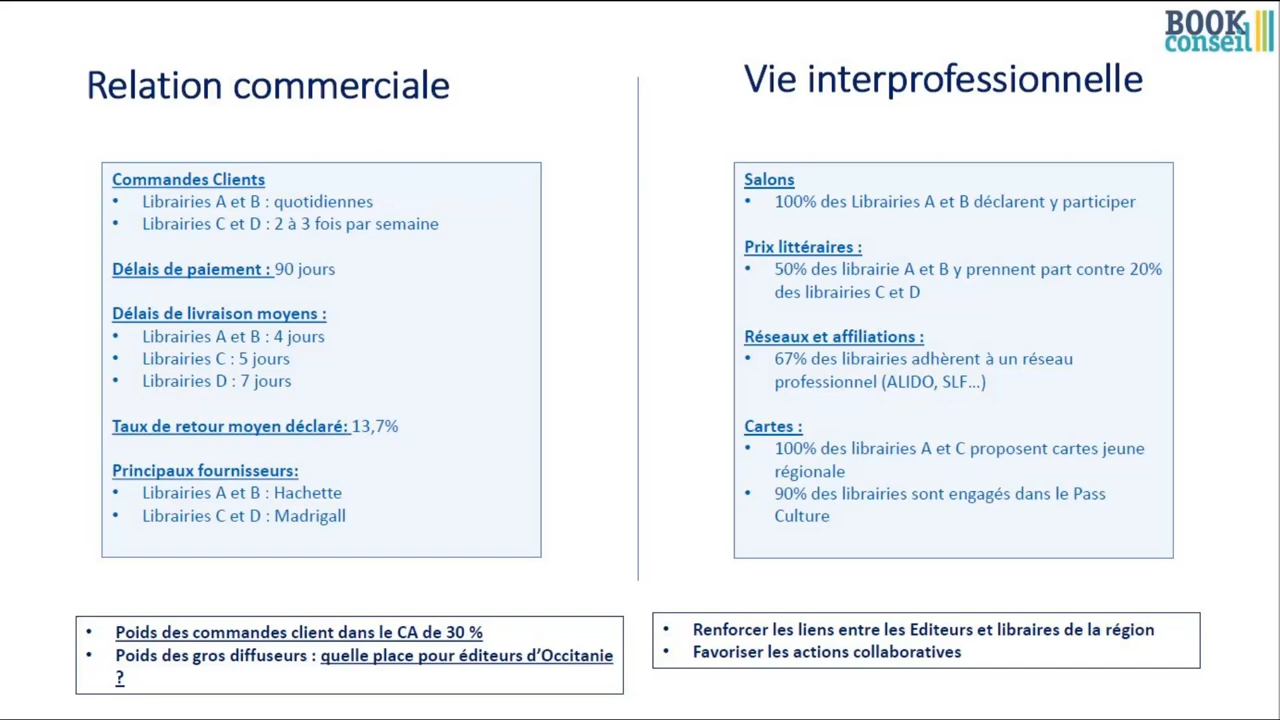 BOOK
conseil
Relation commerciale
Commandes Clients
• Librairies A et B : quotidiennes
• Librairies C et D : 2 à 3 fois par semaine
Délais de paiement : 90 jours
Délais de livraison moyens :
• Librairies A et B : 4 jours
• Librairies C : 5 jours
• Librairies D : 7 jours
Taux de retour moyen déclaré: 13,7%
Principaux fournisseurs:
• Librairies A et B : Hachette
• Librairies C et D : Madrigall
• Poids des commandes client dans le CA de 30 %
• Poids des gros diffuseurs : quelle place pour éditeurs d’Occitanie
?
Vie interprofessionnelle
Salons
• 100% des Librairies A et B déclarent y participer
Prix littéraires :
• 50% des librairie A et B y prennent part contre 20%
des librairies C et D
Réseaux et affiliations :
• 67% des librairies adhèrent à un réseau
professionnel (ALIDO, SLF…)
Cartes :
• 100% des librairies A et C proposent cartes jeune
régionale
• 90% des librairies sont engagés dans le Pass
Culture
• Renforcer les liens entre les Editeurs et libraires de la région
• Favoriser les actions collaboratives